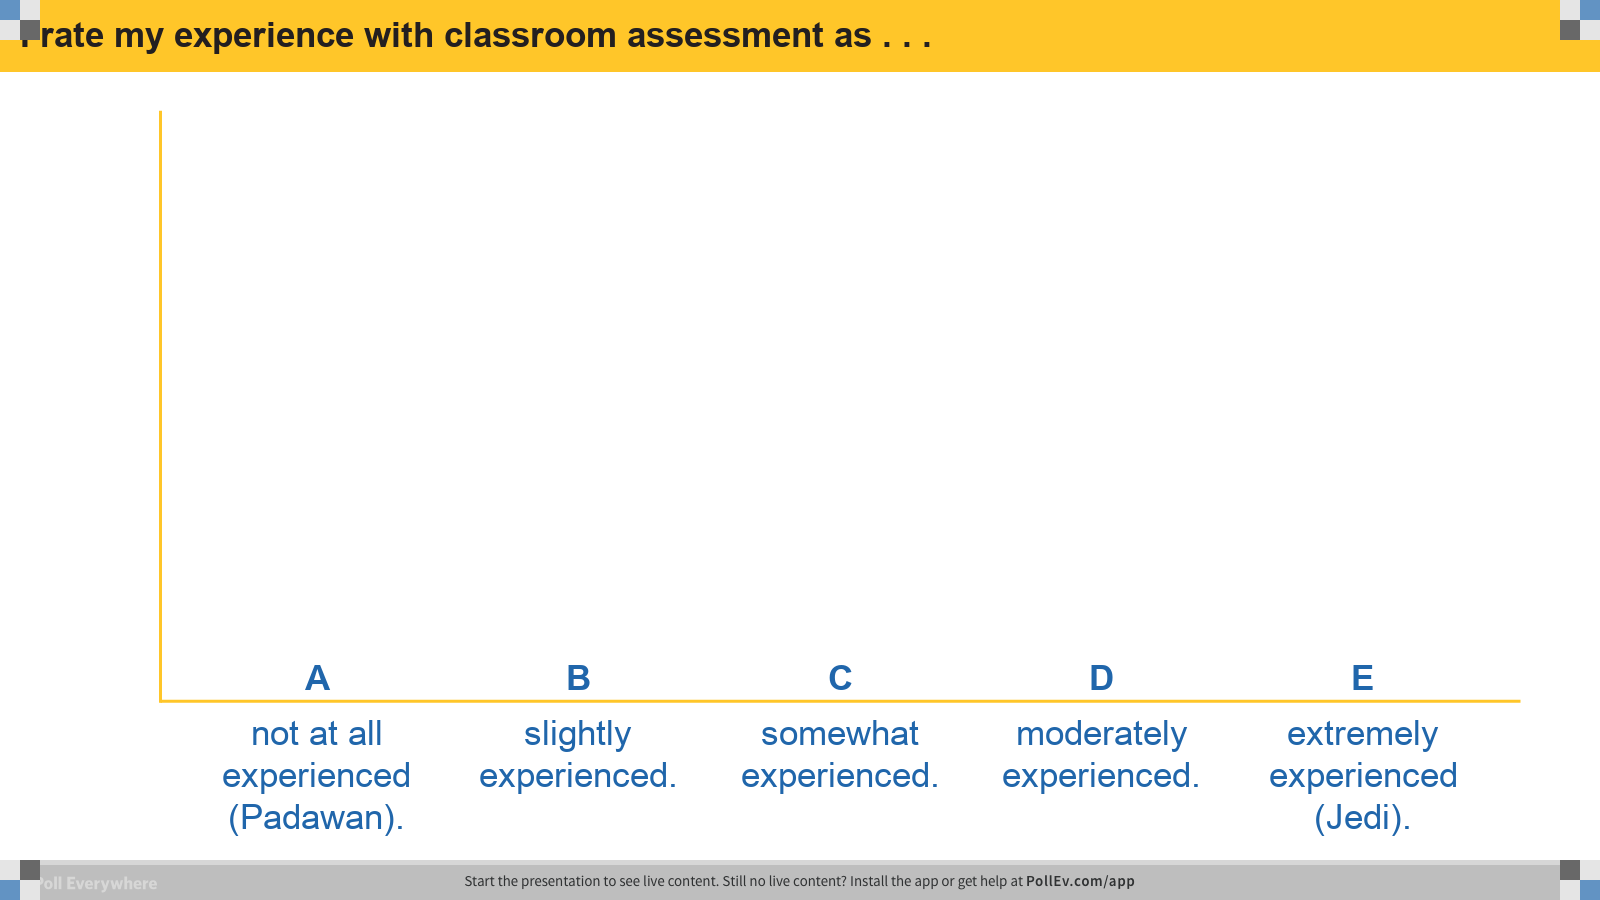 I rate my experience with classroom assessment as . . .
A
B
C
D
E
not at all
experienced
(Padawan).
slightly
experienced.
somewhat
experienced.
moderately
experienced.
extremely
experienced
(Jedi).
Poll Everywhere
Start the presentation to see live content. Still no live content? Install the app or get help at PollEv.com/app